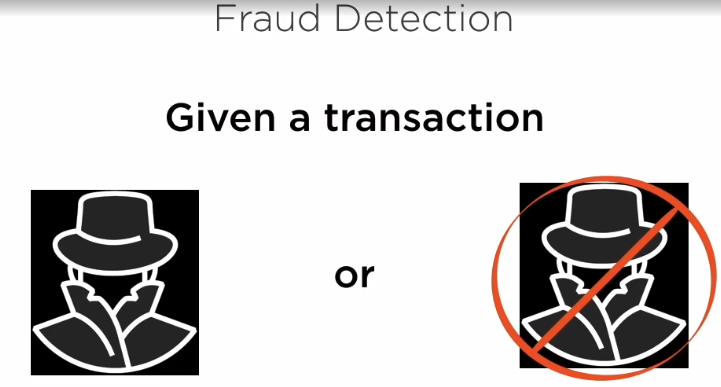 Fraud Detection
Given a transaction
or